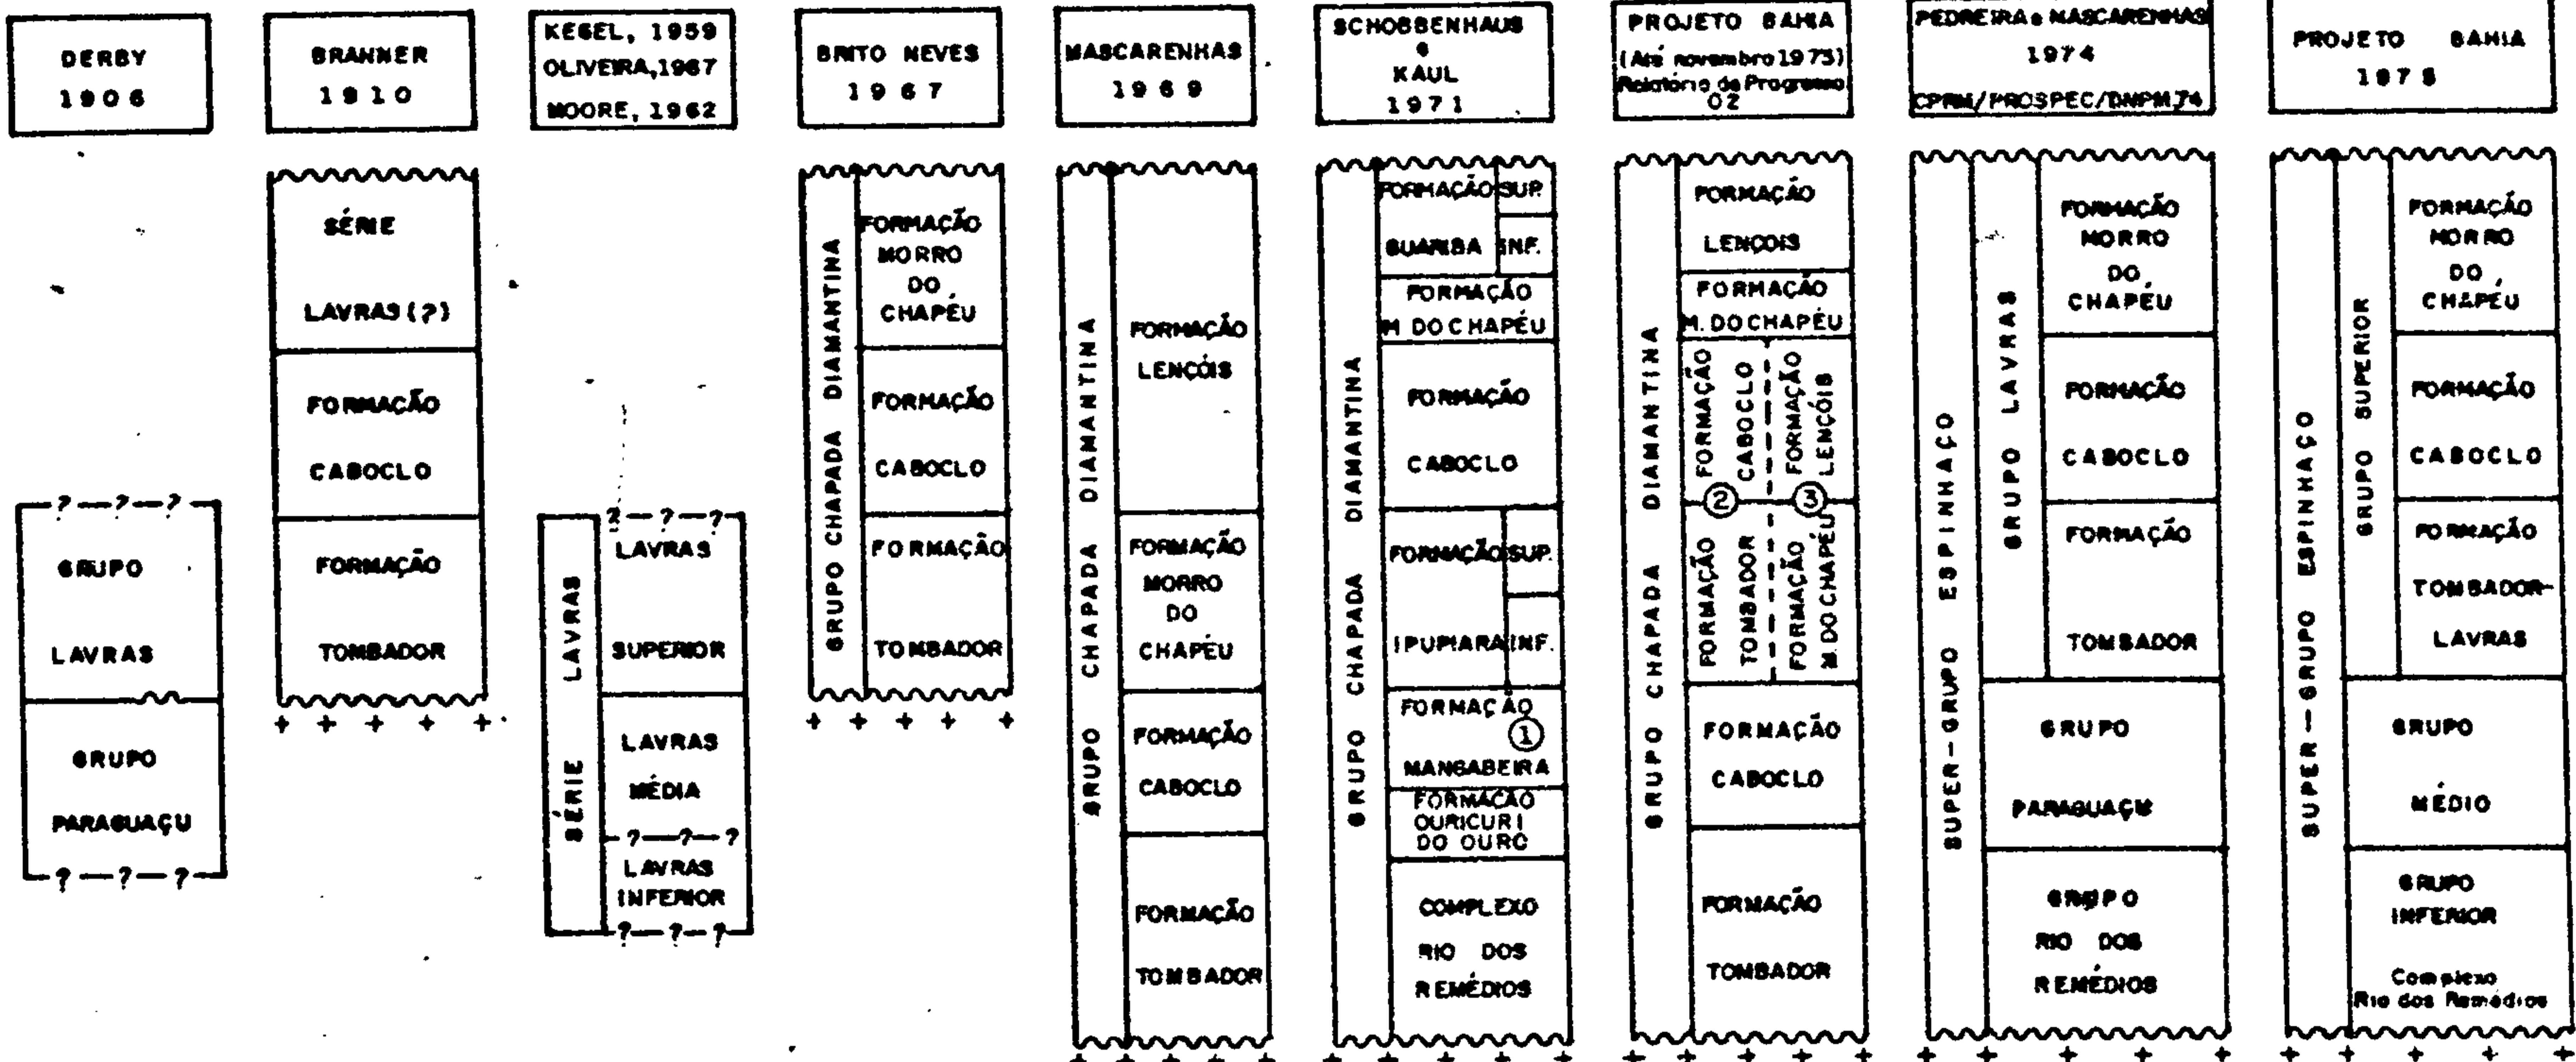 DERBY
1906
GRUPO
LAVRAS
GRUPO
PARAGUAÇU
BRANNER
1910
SÉRIE
LAVRAS(?)
FORMAÇÃO
CABOCLO
FORMAÇÃO
TOMBADOR
KEGEL, 1959
OLIVEIRA, 1967
MOORE, 1962
SÉRIE LAVRAS
LAVRAS
SUPERIOR
LAVRAS
MÉDIA
LAVRAS
INFERIOR
BRITO NEVES
1967
GRUPO CHAPADA DIAMANTINA
FORMAÇÃO
MORRO
DO
CHAPÉU
FORMAÇÃO
CABOCLO
FORMAÇÃO
TOMBADOR
MASCARENHAS
1969
GRUPO CHAPADA DIAMANTINA
FORMAÇÃO
LENÇÓIS
FORMAÇÃO
MORRO
DO
CHAPÉU
FORMAÇÃO
CABOCLO
FORMAÇÃO
TOMBADOR
SCHOBBENHAUS
e
KAUL
1971
GRUPO CHAPADA DIAMANTINA
FORMAÇÃO SUP.
GUARIBA INF.
FORMAÇÃO
M DO CHAPÉU
FORMAÇÃO
CABOCLO
FORMAÇÃO SUP.
IPUPIARA INF.
FORMAÇÃO
1
MANGABEIRA
FORMAÇÃO
OURICURI
DO OURO
COMPLEXO
RIO DOS
REMÉDIOS
PROJETO BAHIA
(Até novembro 1975)
Relatório de Progresso
02
GRUPO CHAPADA DIAMANTINA
FORMAÇÃO
LENÇOIS
FORMAÇÃO
M. DO CHAPÉU
FORMAÇÃO
CABOCLO
FORMAÇÃO
LENÇÓIS
2 3
FORMAÇÃO
TOMBADOR
FORMAÇÃO
M. DO CHAPÉU
FORMAÇÃO
CABOCLO
FORMAÇÃO
TOMBADOR
PEDREIRA e MASCARENHAS
1974
CPRM/PROSPEC/DNPM,74
SUPER-GRUPO ESPINHAÇO
GRUPO LAVRAS
FORMAÇÃO
MORRO
DO
CHAPÉU
FORMAÇÃO
CABOCLO
FORMAÇÃO
TOMBADOR
GRUPO
PARAGUAÇU
GRUPO
RIO DOS
REMÉDIOS
PROJETO BAHIA
1975
SUPER-GRUPO ESPINHAÇO
GRUPO SUPERIOR
FORMAÇÃO
MORRO
DO
CHAPÉU
FORMAÇÃO
CABOCLO
FORMAÇÃO
TOMBADOR-
LAVRAS
GRUPO
MÉDIO
GRUPO
INFERIOR
Complexo
Rio dos Remédios